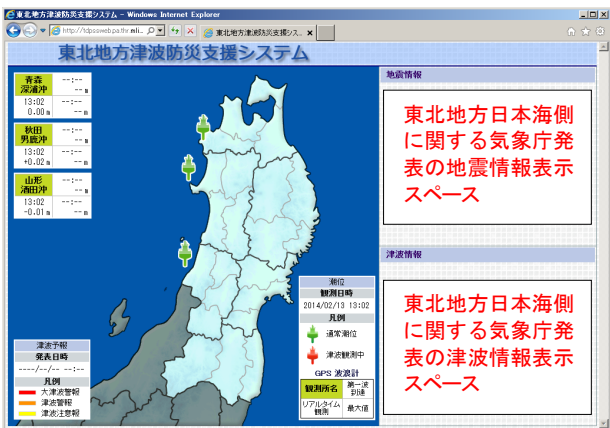 東北地方津波防災支援システム - Windows Internet Explorer
東北地方津波防災支援シス...
東北地方津波防災支援システム
青森
深浦沖
--:--
-- m
13:02
0.00 m
--:--
-- m
秋田
男鹿沖
--:--
-- m
13:02
+0.02 m
--:--
-- m
山形
酒田沖
--:--
-- m
13:02
-0.01 m
--:--
-- m
津波予報
発表日時
----/--/-- --:--
凡例
大津波警報
津波警報
津波注意報
潮位
観測日時
2014/02/13 13:02
凡例
通常潮位
津波観測中
GPS 波浪計
観測所名
第一波
到達
リアルタイム
観測
最大値
地震情報
東北地方日本海側
に関する気象庁発
表の地震情報表示
スペース
津波情報
東北地方日本海側
に関する気象庁発
表の津波情報表示
スペース